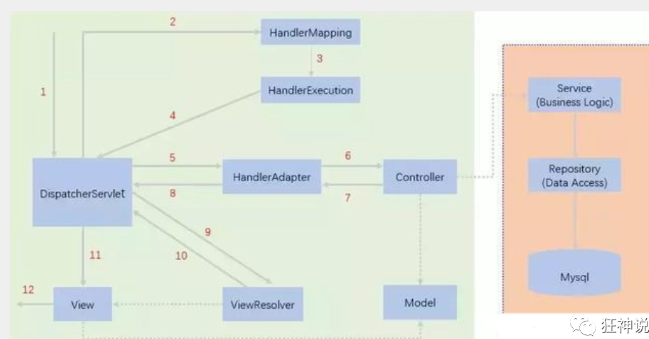 2
HandlerMapping
3
1
HandlerExecution
4
Service
(Business Logic)
5
6
DispatcherServlet
HandlerAdapter
Controller
8
7
Repository
(Data Access)
9
10
11
12
View
ViewResolver
Model
Mysql
狂神说